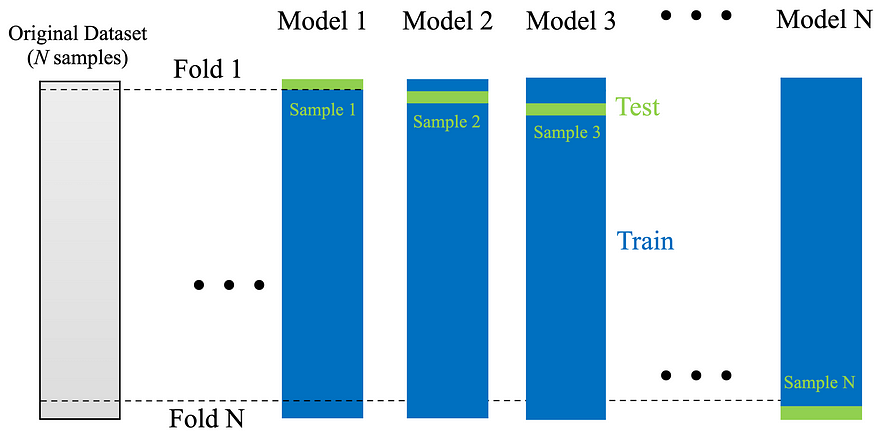 Original Dataset
(N samples)
Model 1
Model 2
Model 3
Model N
Fold 1
Sample 1
Sample 2
Sample 3
Test
Train
Sample N
Fold N